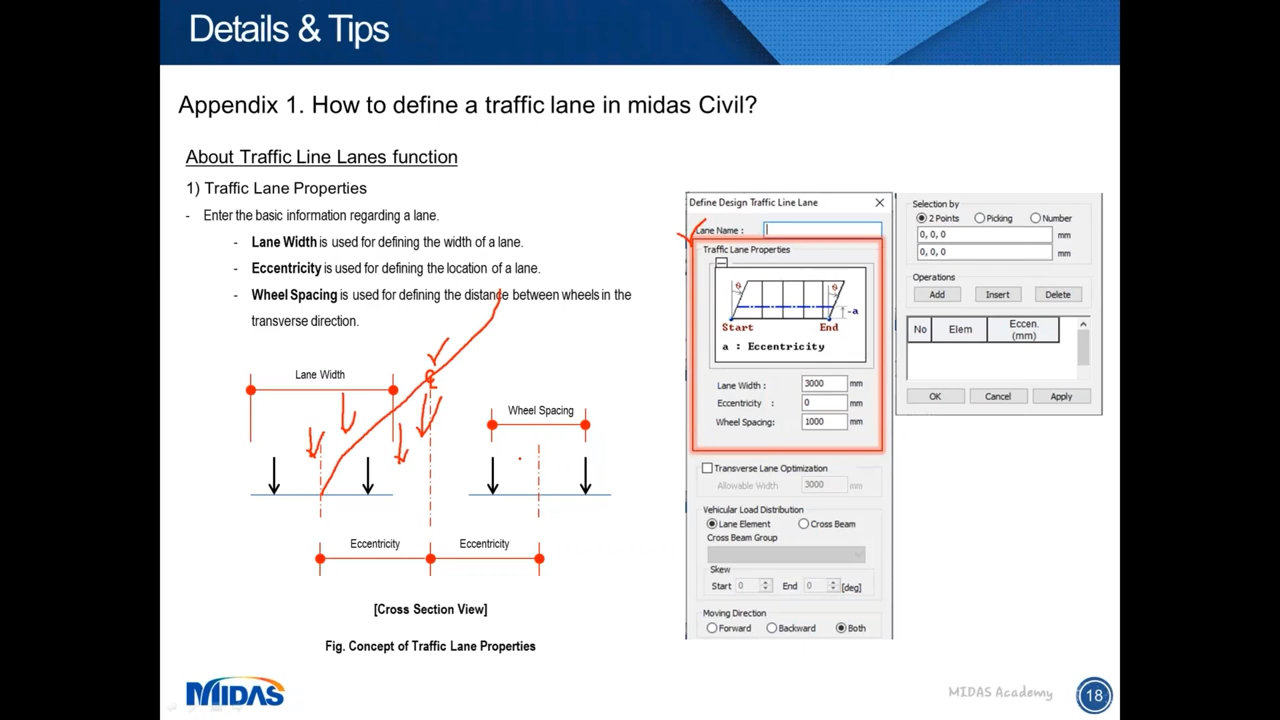 Details & Tips
Appendix 1. How to define a traffic lane in midas Civil?
About Traffic Line Lanes function
1) Traffic Lane Properties
- Enter the basic information regarding a lane.
- Lane Width is used for defining the width of a lane.
- Eccentricity is used for defining the location of a lane.
- Wheel Spacing is used for defining the distance between wheels in the
transverse direction.
Lane Width
Wheel Spacing
Eccentricity
Eccentricity
[Cross Section View]
Fig. Concept of Traffic Lane Properties
Define Design Traffic Line Lane
Lane Name :
Traffic Lane Properties
θ θ
-a
Start End
a : Eccentricity
Lane Width : 3000 mm
Eccentricity : 0 mm
Wheel Spacing: 1000 mm
Transverse Lane Optimization
Allowable Width 3000 mm
Vehicular Load Distribution
Lane Element Cross Beam
Cross Beam Group
Skew
Start 0 End 0 [deg]
Moving Direction
Forward Backward Both
Selection by
2 Points Picking Number
0, 0, 0 mm
0, 0, 0 mm
Operations
Add Insert Delete
No Elem Eccen.
(mm)
OK Cancel Apply
MIDAS
MIDAS Academy
18